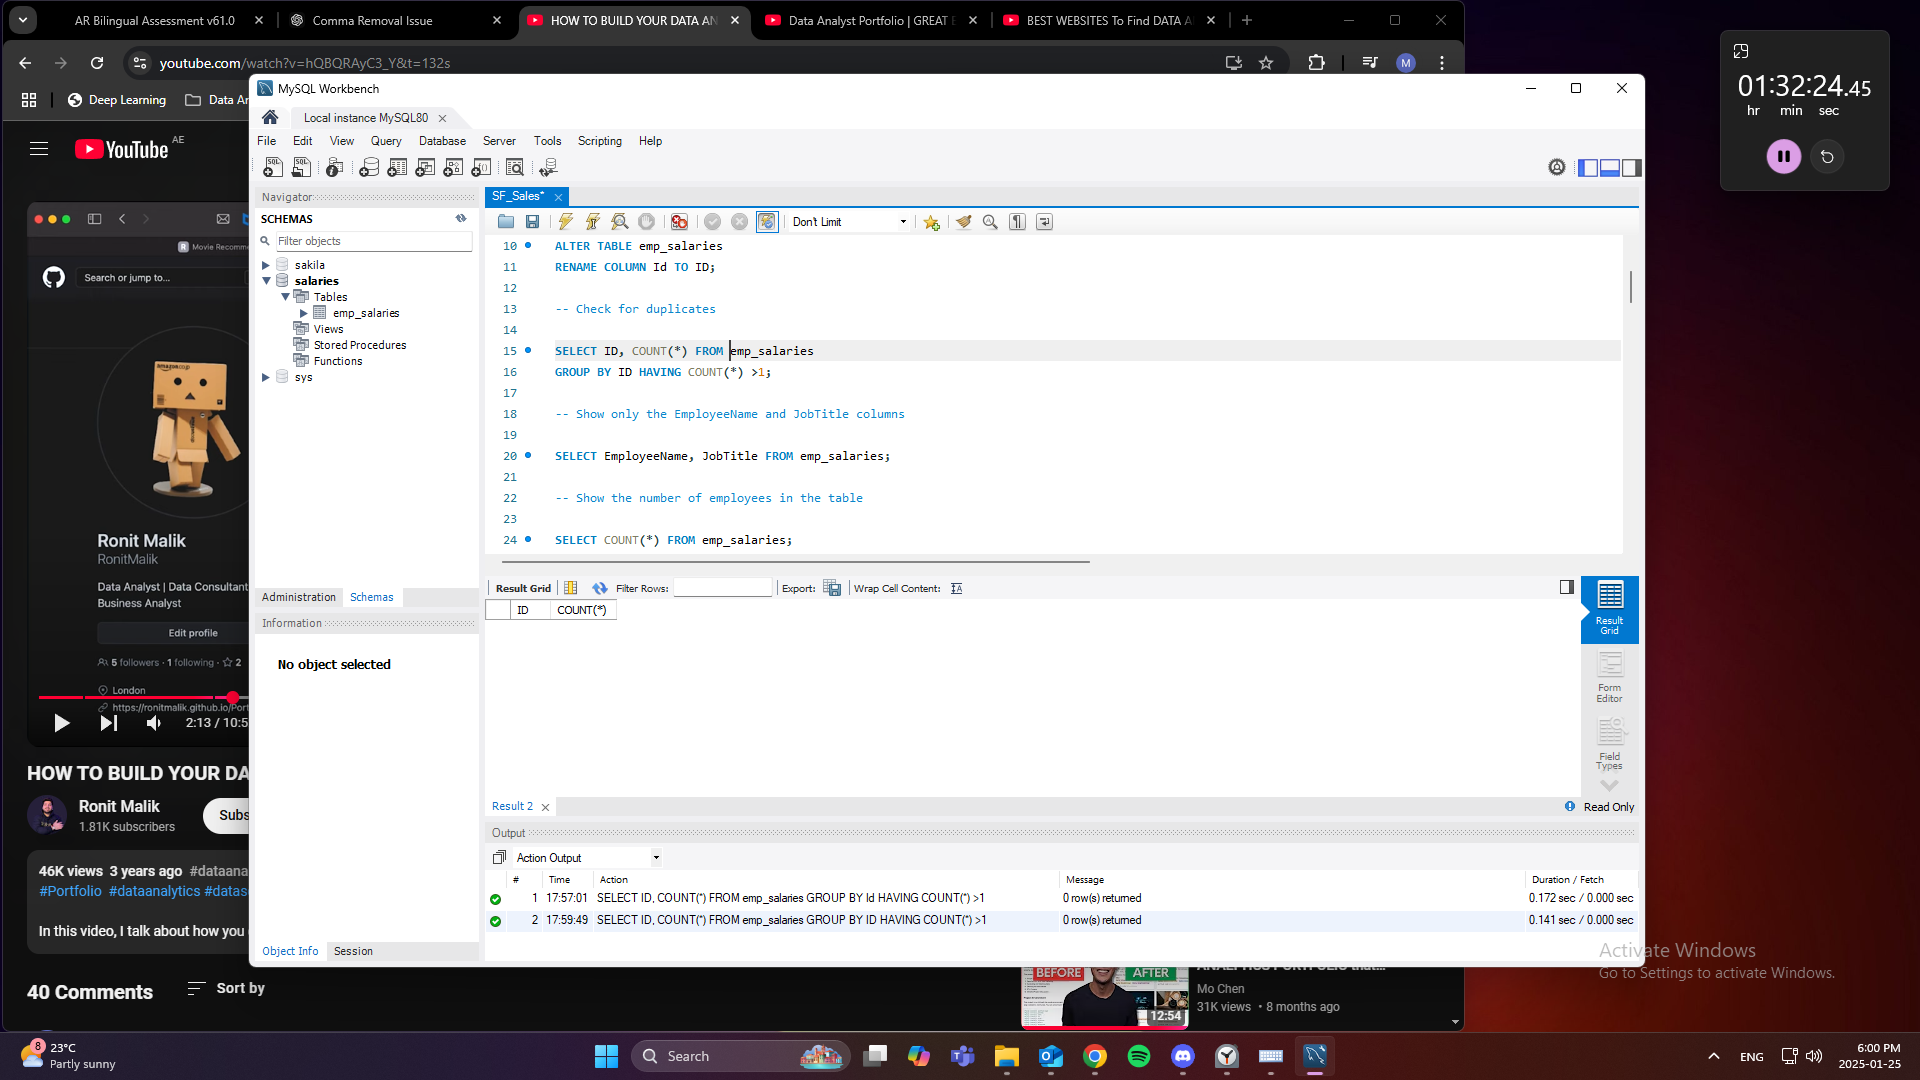 AR Bilingual Assessment v61.0
Comma Removal Issue
HOW TO BUILD YOUR DATA AN
Data Analyst Portfolio | GREAT E
BEST WEBSITES To Find DATA A
youtube.com/watch?v=hQBQRAyC3_Y&t=132s
M
Deep Learning
Data An
YouTube AE
Movie Recomme
Search or jump to...
Ronit Malik
RonitMalik
Data Analyst | Data Consultant
Business Analyst
Edit profile
5 followers · 1 following · 2
London
https://ronitmalik.github.io/Port
2:13 / 10:5
HOW TO BUILD YOUR DA
Ronit Malik
1.81K subscribers
Subs
46K views 3 years ago #dataana
#Portfolio #dataanalytics #datas
In this video, I talk about how you
40 Comments
Sort by
MySQL Workbench
Local instance MySQL80
File Edit View Query Database Server Tools Scripting Help
Navigator
SCHEMAS
Filter objects
sakila
salaries
Tables
emp_salaries
Views
Stored Procedures
Functions
sys
Administration Schemas
Information
No object selected
Object Info Session
SF_Sales*
Don't Limit
10 ALTER TABLE emp_salaries
11 RENAME COLUMN Id TO ID;
12
13 -- Check for duplicates
14
15 SELECT ID, COUNT(*) FROM emp_salaries
16 GROUP BY ID HAVING COUNT(*) >1;
17
18 -- Show only the EmployeeName and JobTitle columns
19
20 SELECT EmployeeName, JobTitle FROM emp_salaries;
21
22 -- Show the number of employees in the table
23
24 SELECT COUNT(*) FROM emp_salaries;
Result Grid Filter Rows: Export: Wrap Cell Content:
ID COUNT(*)
Result
Grid
Form
Editor
Field
Types
Result 2
Read Only
Output
Action Output
# Time Action Message Duration / Fetch
1 17:57:01 SELECT ID, COUNT(*) FROM emp_salaries GROUP BY Id HAVING COUNT(*) >1 0 row(s) returned 0.172 sec / 0.000 sec
2 17:59:49 SELECT ID, COUNT(*) FROM emp_salaries GROUP BY ID HAVING COUNT(*) >1 0 row(s) returned 0.141 sec / 0.000 sec
BEFORE AFTER
12:54
Mo Chen
31K views • 8 months ago
01:32:24.45
hr min sec
Activate Windows
Go to Settings to activate Windows.
8
23°C
Partly sunny
Search
ENG
6:00 PM
2025-01-25